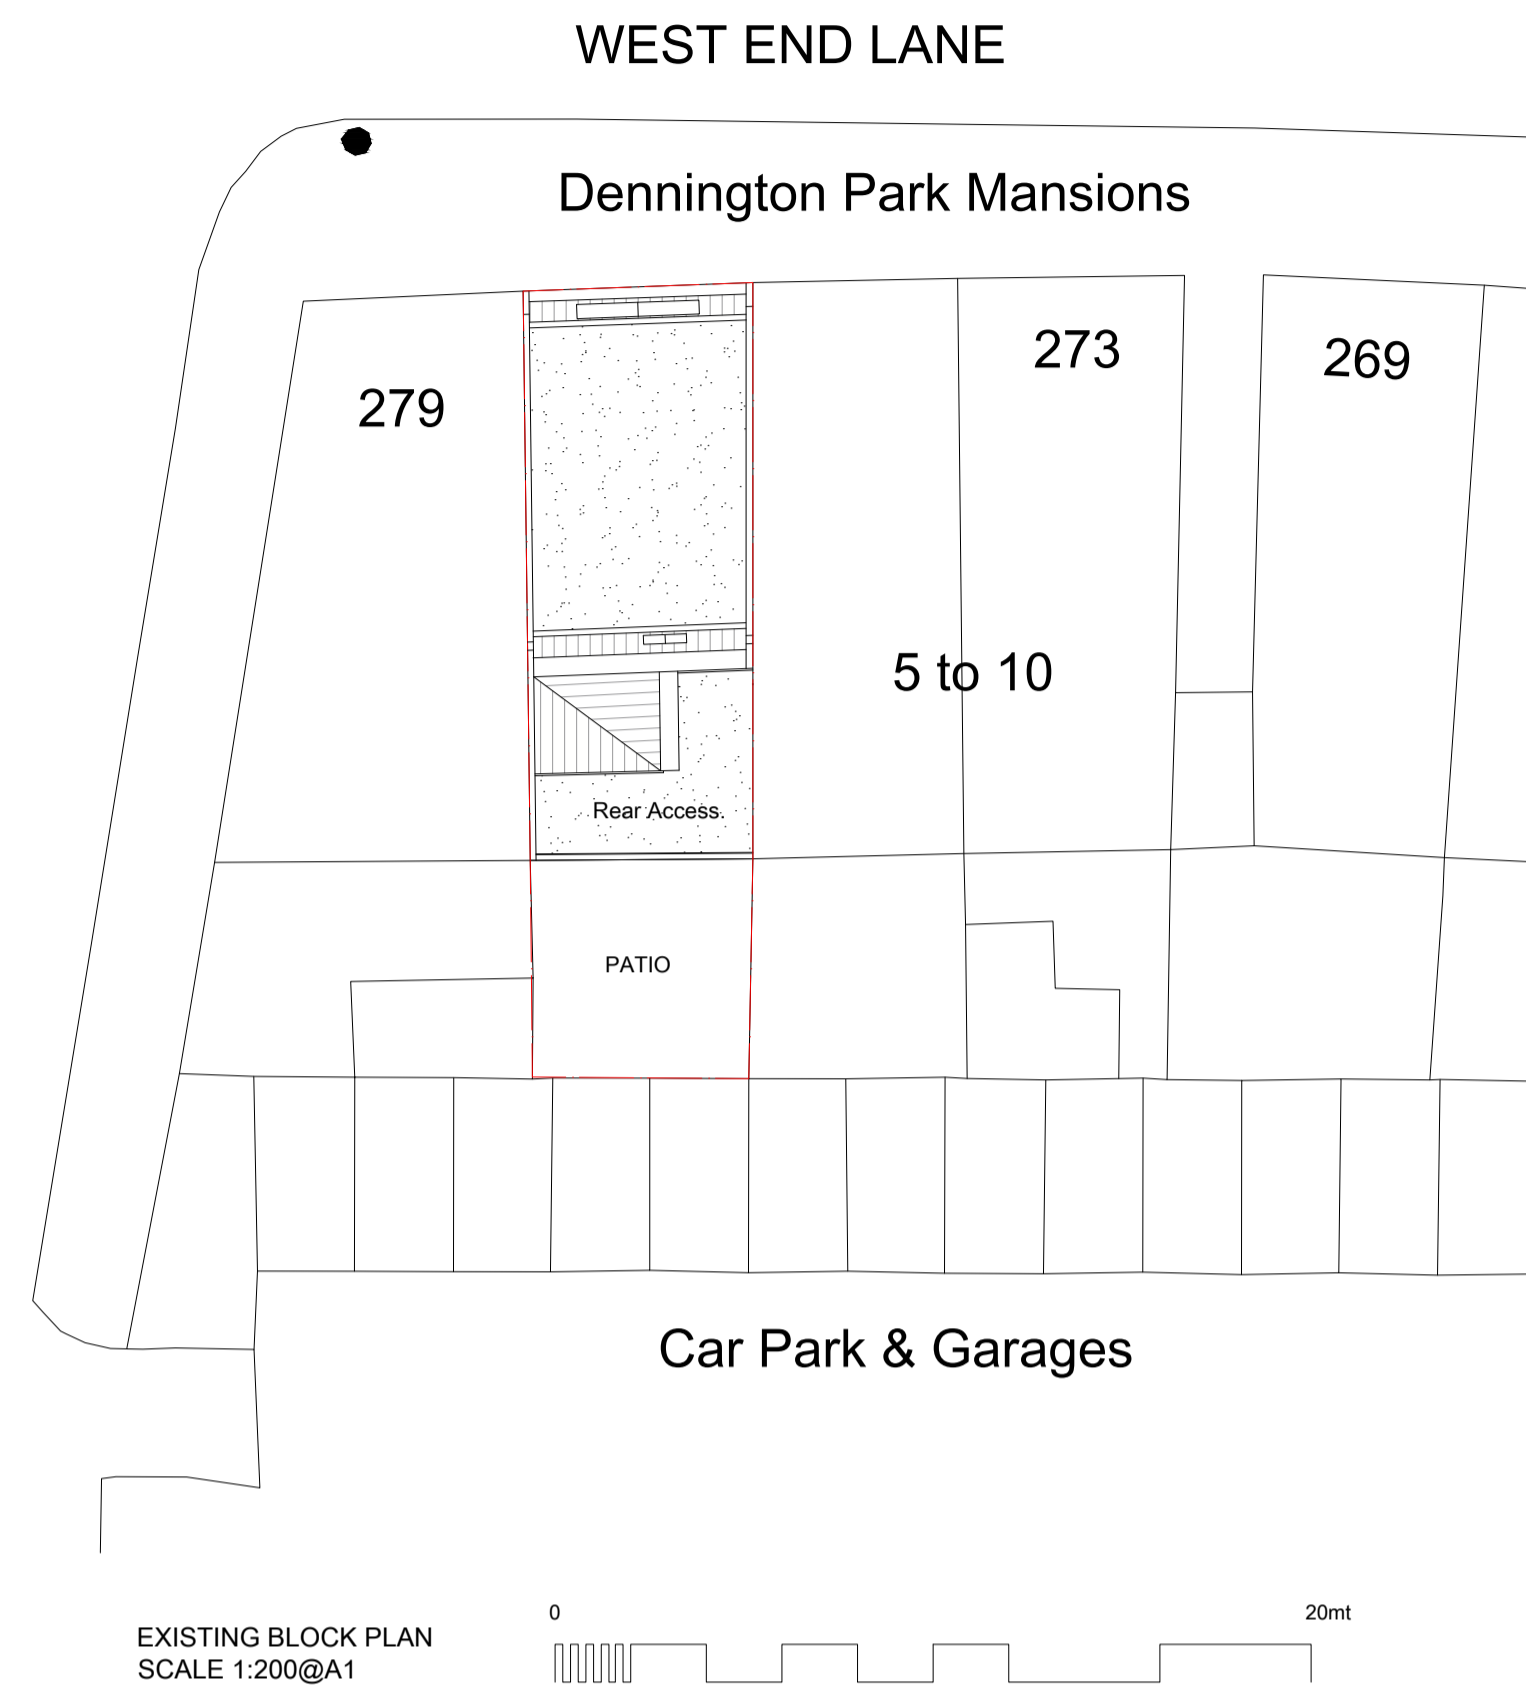 WEST END LANE
Dennington Park Mansions
279
273
269
5 to 10
Rear Access.
PATIO
Car Park & Garages
0
20mt
EXISTING BLOCK PLAN
SCALE 1:200@A1